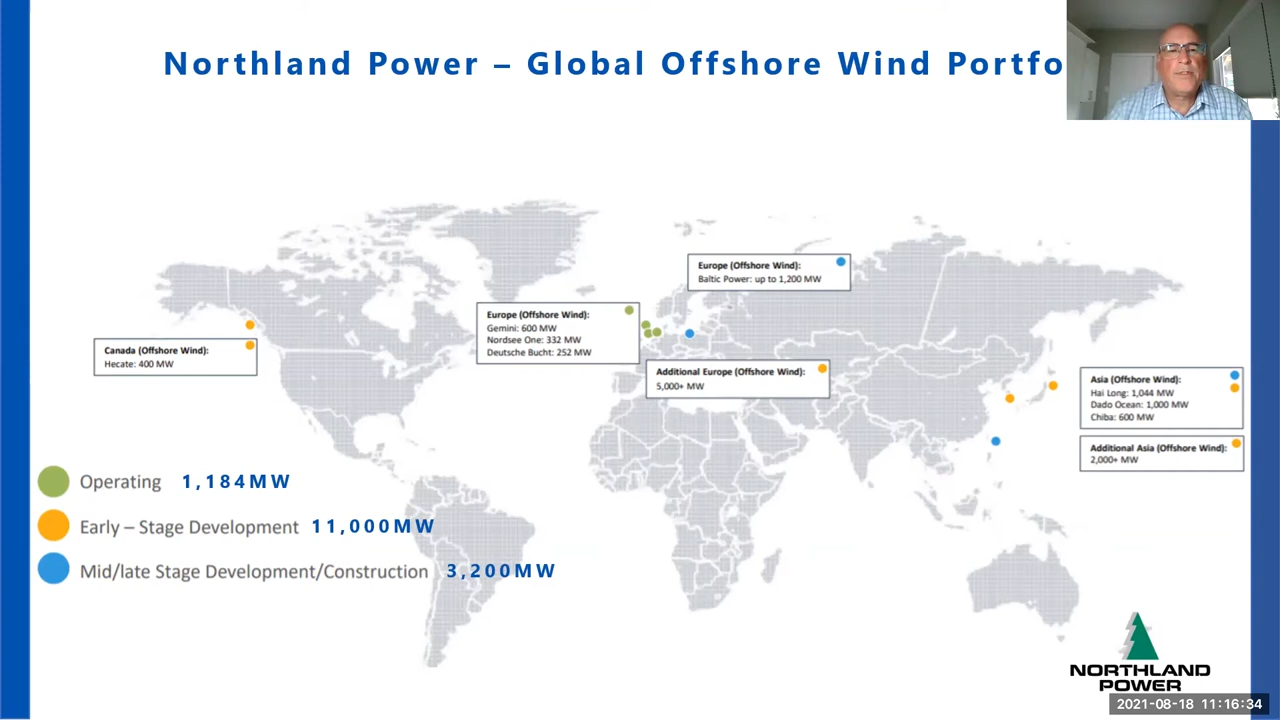 Northland Power – Global Offshore Wind Portfo
Europe (Offshore Wind):
Baltic Power: up to 1,200 MW
Europe (Offshore Wind):
Gemini: 600 MW
Nordsee One: 332 MW
Deutsche Bucht: 252 MW
Canada (Offshore Wind):
Hecate: 400 MW
Additional Europe (Offshore Wind):
5,000+ MW
Asia (Offshore Wind):
Hai Long: 1,044 MW
Dado Ocean: 1,000 MW
Chiba: 600 MW
Additional Asia (Offshore Wind):
2,000+ MW
Operating 1,184MW
Early – Stage Development 11,000MW
Mid/late Stage Development/Construction 3,200MW
NORTHLAND
POWER
2021-08-18 11:16:34